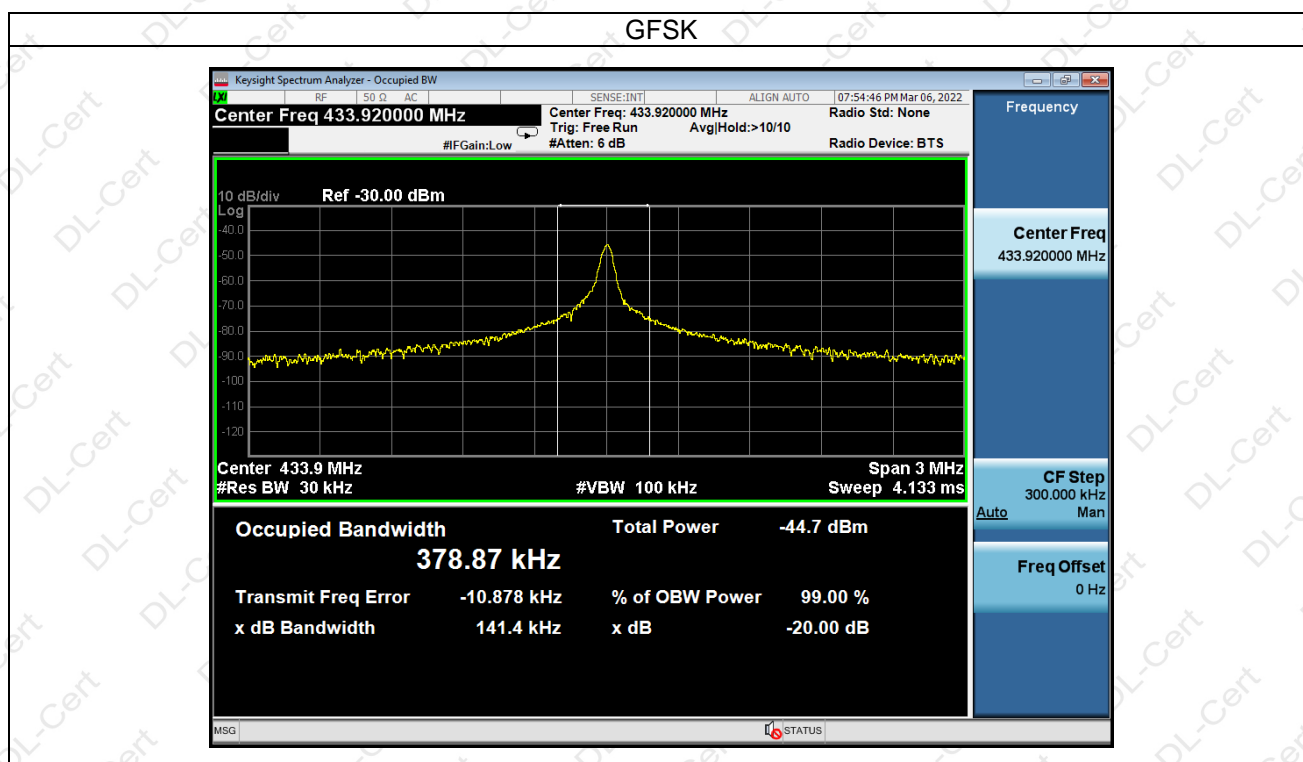 GFSK
Keysight Spectrum Analyzer - Occupied BW
LXI RF 50 Ω AC SENSE:INT ALIGN AUTO 07:54:46 PM Mar 06, 2022
Center Freq 433.920000 MHz
Center Freq: 433.920000 MHz Radio Std: None
Trig: Free Run Avg|Hold:>10/10
#IFGain:Low #Atten: 6 dB Radio Device: BTS
10 dB/div Ref -30.00 dBm
Log
-40.0
-50.0
-60.0
-70.0
-80.0
-90.0
-100
-110
-120
Center 433.9 MHz Span 3 MHz
#Res BW 30 kHz #VBW 100 kHz Sweep 4.133 ms
Occupied Bandwidth Total Power -44.7 dBm
378.87 kHz
Transmit Freq Error -10.878 kHz % of OBW Power 99.00 %
x dB Bandwidth 141.4 kHz x dB -20.00 dB
MSG STATUS
Frequency
Center Freq
433.920000 MHz
CF Step
300.000 kHz
Auto Man
Freq Offset
0 Hz
DL-Cert